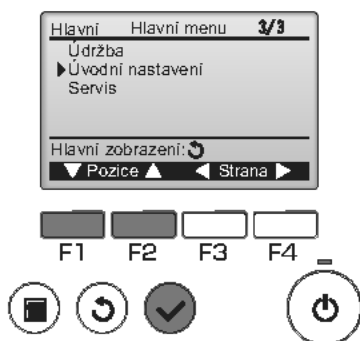 Hlavní Hlavní menu 3/3
Údržba
Úvodní nastavení
Servis
Hlavní zobrazení:
Pozice Strana
F1 F2 F3 F4